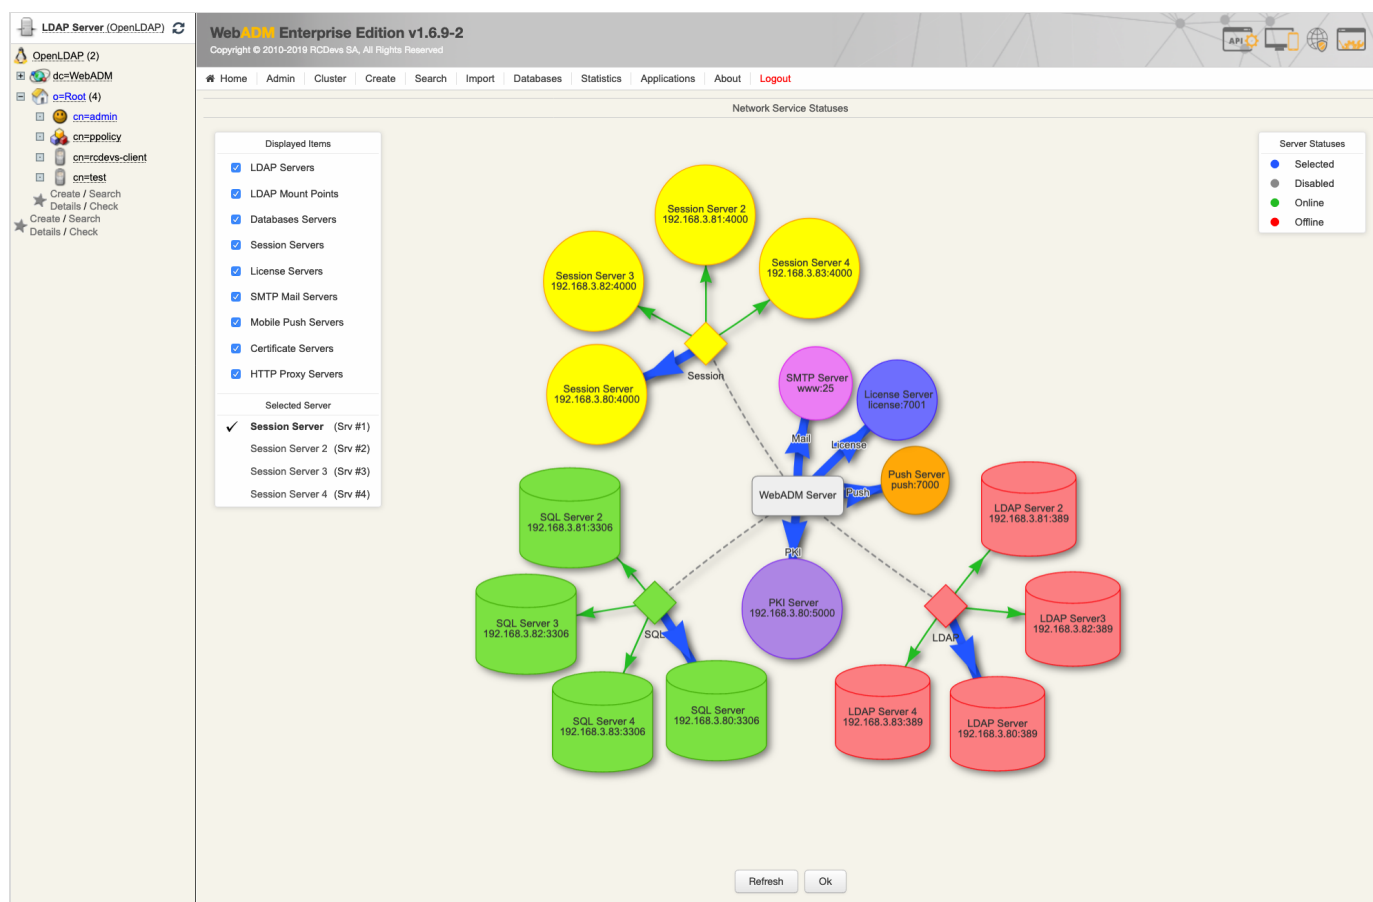 LDAP Server (OpenLDAP)
OpenLDAP (2)
dc=WebADM
o=Root (4)
cn=admin
cn=ppolicy
cn=rcdevs-client
cn=test
Create / Search
Details / Check
Create / Search
Details / Check
WebADM Enterprise Edition v1.6.9-2
Copyright © 2010-2019 RCDevs SA, All Rights Reserved
API
Home Admin Cluster Create Search Import Databases Statistics Applications About Logout
Network Service Statuses
Displayed Items
LDAP Servers
LDAP Mount Points
Databases Servers
Session Servers
License Servers
SMTP Mail Servers
Mobile Push Servers
Certificate Servers
HTTP Proxy Servers
Selected Server
Session Server (Srv #1)
Session Server 2 (Srv #2)
Session Server 3 (Srv #3)
Session Server 4 (Srv #4)
Server Statuses
Selected
Disabled
Online
Offline
Session Server 2
192.168.3.81:4000
Session Server 4
192.168.3.83:4000
Session Server 3
192.168.3.82:4000
Session
Session Server
192.168.3.80:4000
SMTP Server
www:25
License Server
license:7001
Mail
License
Push Server
push:7000
Push
WebADM Server
PKI
PKI Server
192.168.3.80:5000
SQL Server 2
192.168.3.81:3306
SQL Server 3
192.168.3.82:3306
SQL
SQL Server 4
192.168.3.83:3306
SQL Server
192.168.3.80:3306
LDAP Server 2
192.168.3.81:389
LDAP Server3
192.168.3.82:389
LDAP
LDAP Server 4
192.168.3.83:389
LDAP Server
192.168.3.80:389
Refresh
Ok